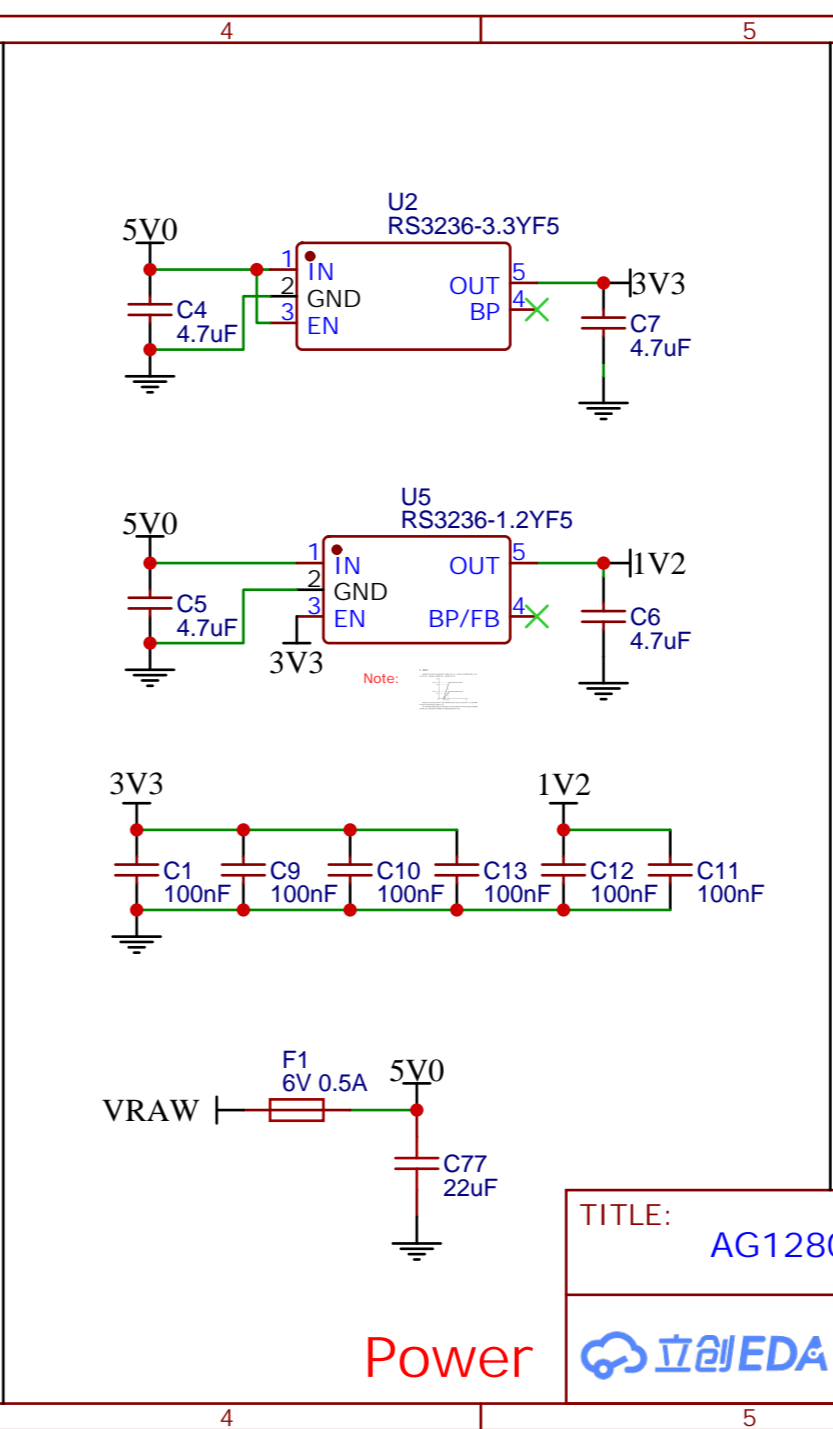 4 5
U2
RS3236-3.3YF5
5V0
1 IN
2 GND
3 EN
OUT 5
BP 4
3V3
C4
4.7uF
C7
4.7uF
U5
RS3236-1.2YF5
5V0
1 IN
2 GND
3 EN
OUT 5
BP/FB 4
1V2
C5
4.7uF
C6
4.7uF
3V3
Note:
3V3 1V2
C1 C9 C10 C13 C12 C11
100nF 100nF 100nF 100nF 100nF 100nF
F1
6V 0.5A
5V0
VRAW
C77
22uF
TITLE:
AG1280
Power
立创EDA
4 5